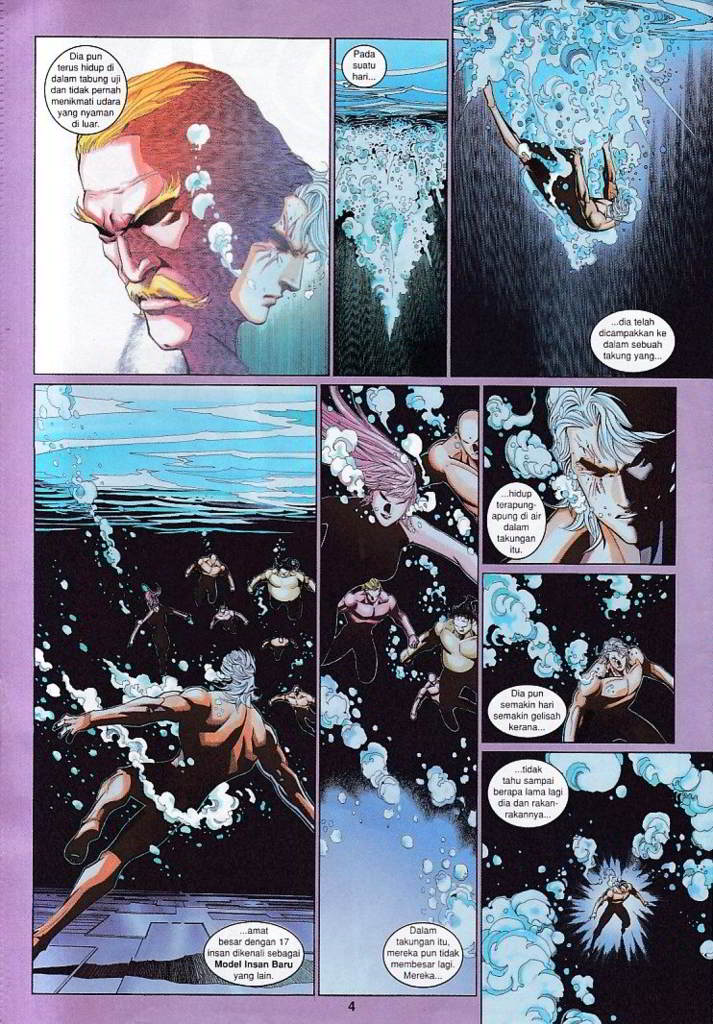 Dia pun
terus hidup di
dalam tabung uji
dan tidak pernah
menikmati udara
yang nyaman
di luar.
Pada
suatu
hari...
...dia telah
dicampakkan ke
dalam sebuah
takung yang...
...amat
besar dengan 17
insan dikenali sebagai
Model Insan Baru
yang lain.
Dalam
takungan itu,
mereka pun tidak
membesar lagi.
Mereka...
...hidup
terapung-
apung di air
dalam
takungan
itu.
Dia pun
semakin hari
semakin gelisah
kerana...
...tidak
tahu sampai
berapa lama lagi
dia dan rakan-
rakannya...
4